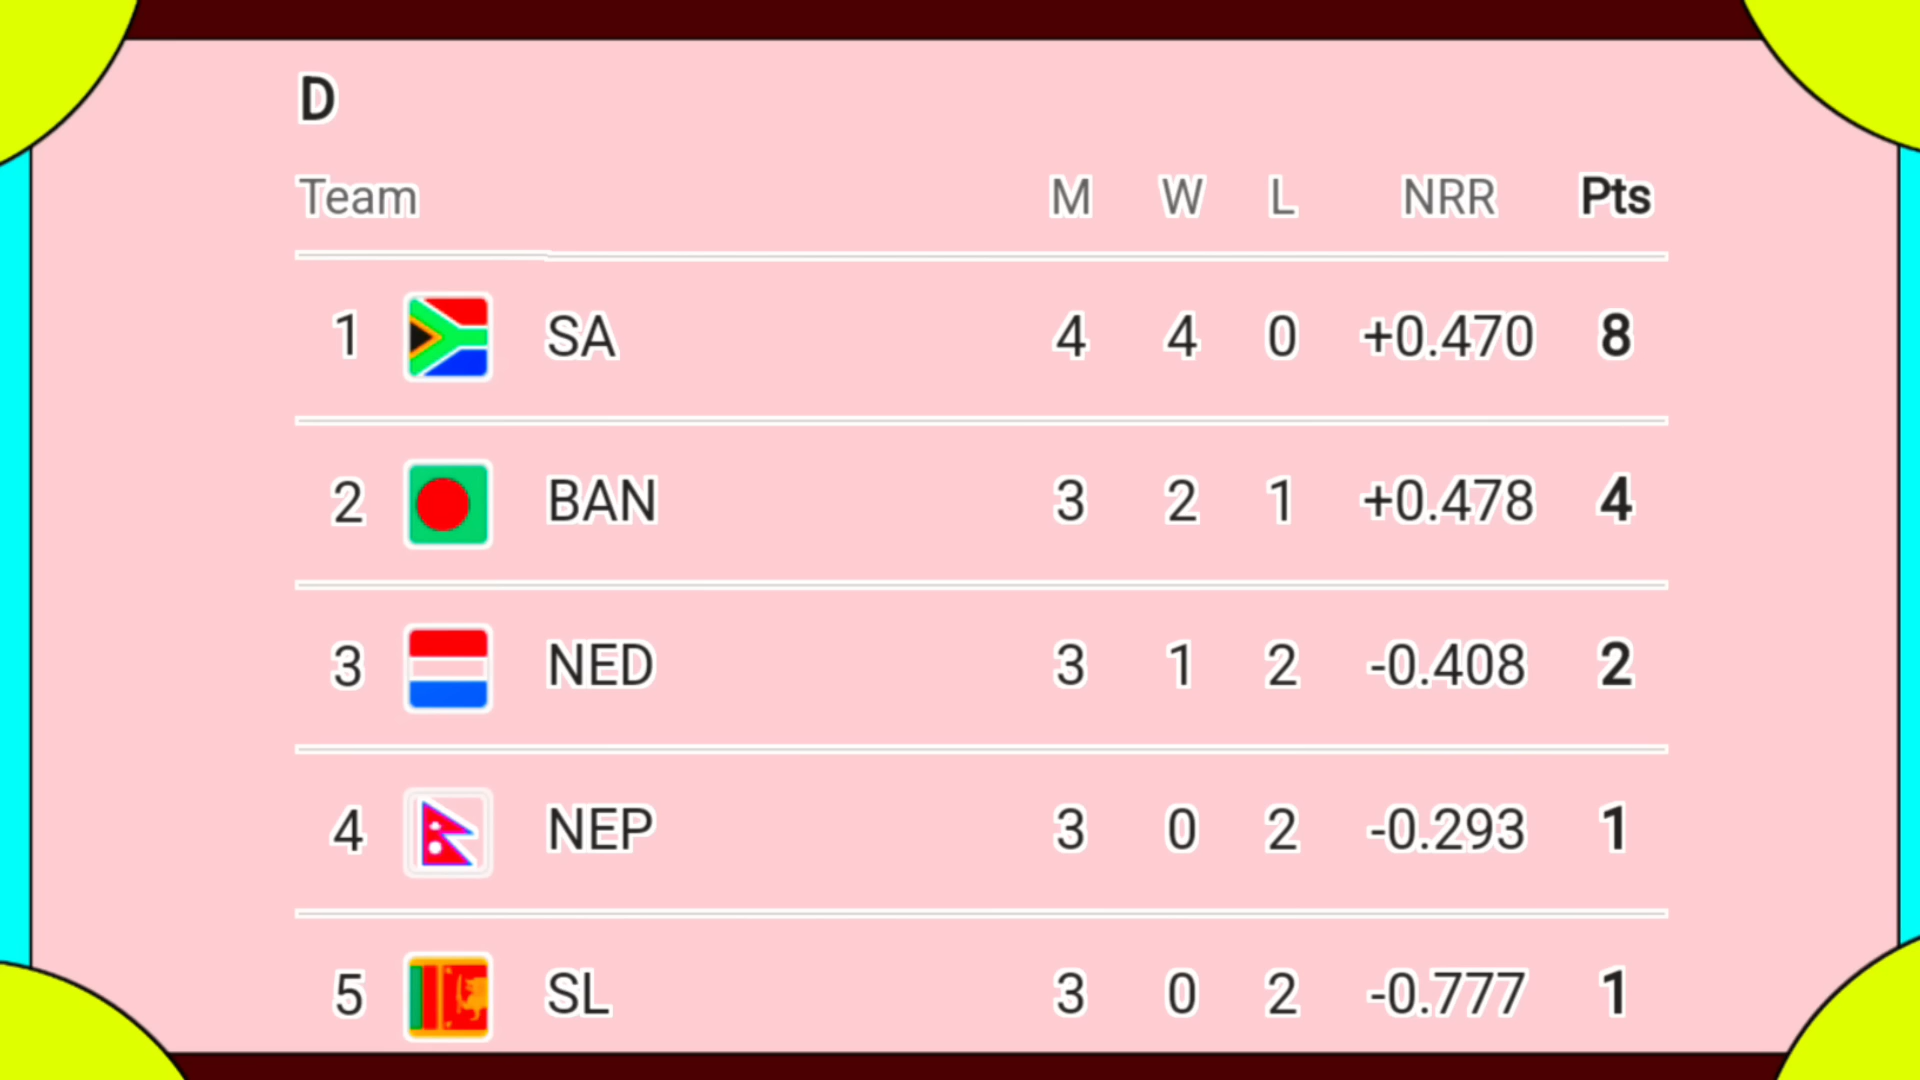 D
Team M W L NRR Pts
1 SA 4 4 0 +0.470 8
2 BAN 3 2 1 +0.478 4
3 NED 3 1 2 -0.408 2
4 NEP 3 0 2 -0.293 1
5 SL 3 0 2 -0.777 1